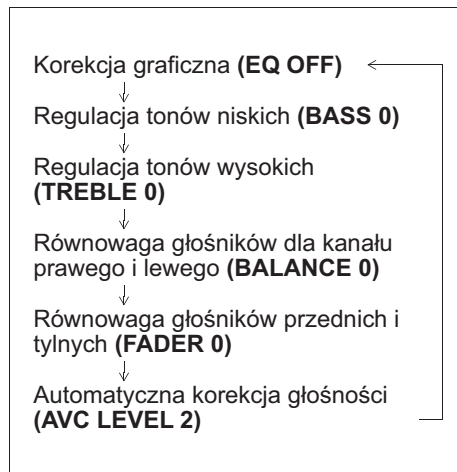 Korekcja graficzna (EQ OFF)
Regulacja tonów niskich (BASS 0)
Regulacja tonów wysokich
(TREBLE 0)
Równowaga głośników dla kanału
prawego i lewego (BALANCE 0)
Równowaga głośników przednich i
tylnych (FADER 0)
Automatyczna korekcja głośności
(AVC LEVEL 2)